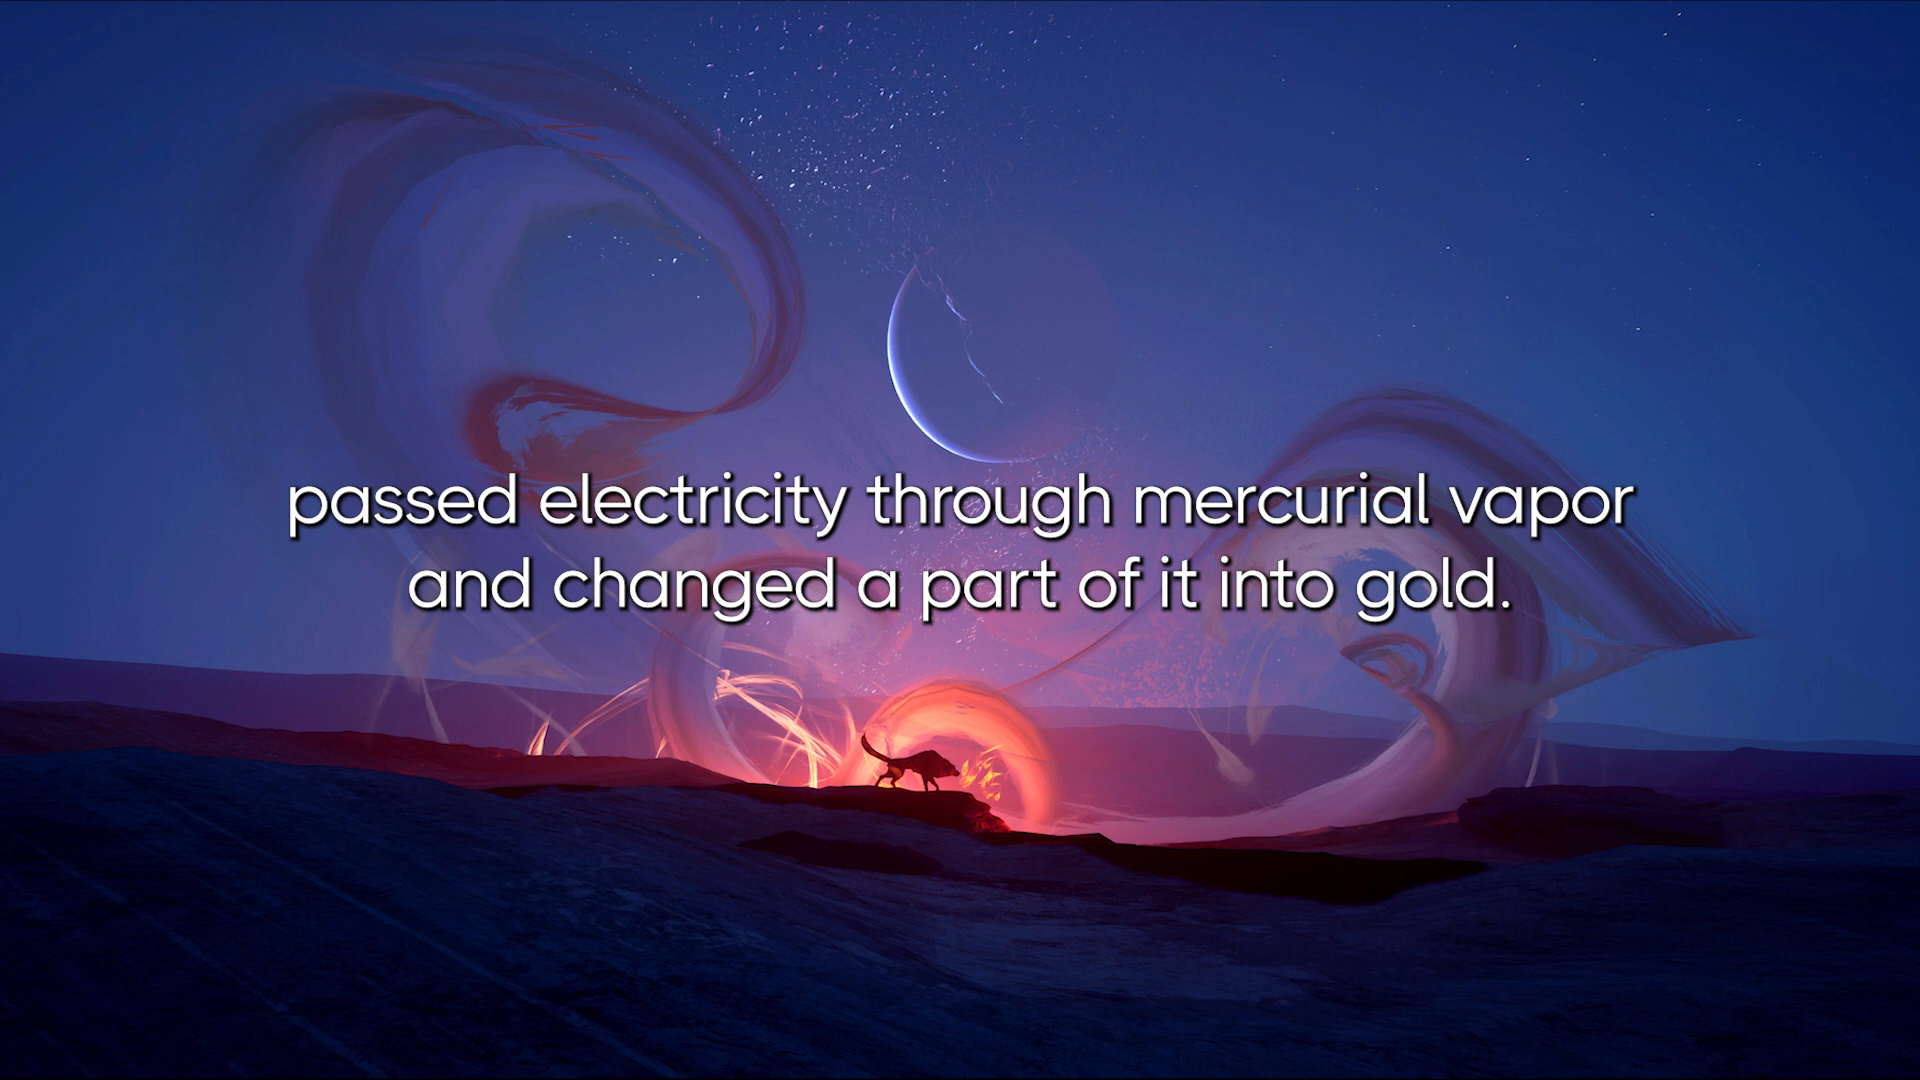 passed electricity through mercurial vapor
and changed a part of it into gold.